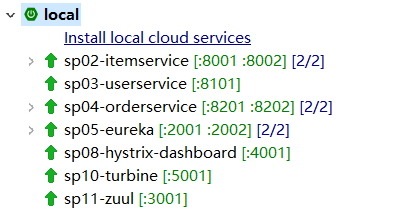 local
Install local cloud services
sp02-itemservice [:8001 :8002] [2/2]
sp03-userservice [:8101]
sp04-orderservice [:8201 :8202] [2/2]
sp05-eureka [:2001 :2002] [2/2]
sp08-hystrix-dashboard [:4001]
sp10-turbine [:5001]
sp11-zuul [:3001]